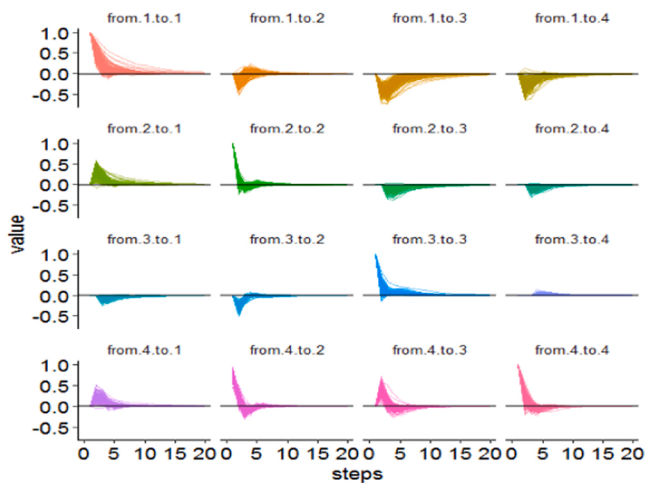 from.1.to.1 from.1.to.2 from.1.to.3 from.1.to.4
1.0
0.5
0.0
-0.5
from.2.to.1 from.2.to.2 from.2.to.3 from.2.to.4
1.0
0.5
0.0
-0.5
value
from.3.to.1 from.3.to.2 from.3.to.3 from.3.to.4
1.0
0.5
0.0
-0.5
from.4.to.1 from.4.to.2 from.4.to.3 from.4.to.4
1.0
0.5
0.0
-0.5
0 5 10 15 20 0 5 10 15 20 0 5 10 15 20 0 5 10 15 20
steps